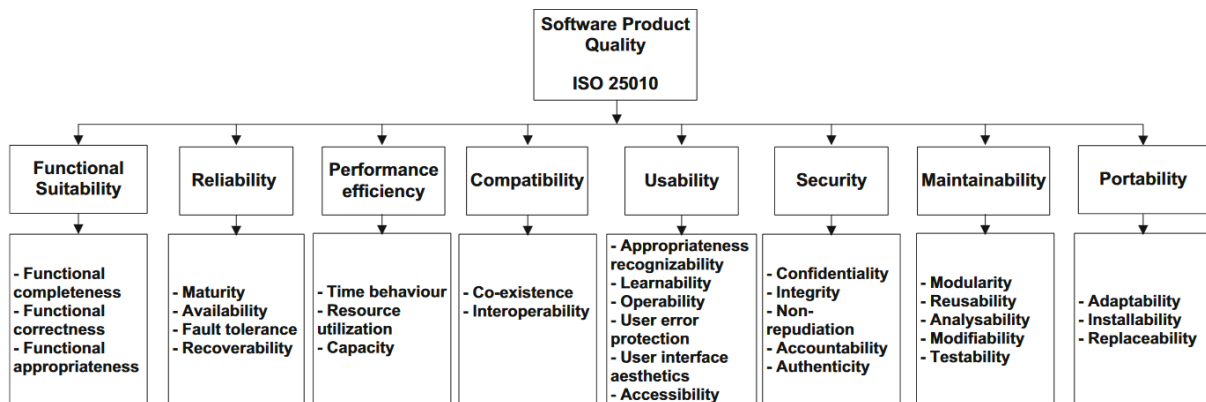 Software Product
Quality
ISO 25010
Functional
Suitability
Reliability
Performance
efficiency
Compatibility
Usability
Security
Maintainability
Portability
- Functional
completeness
- Functional
correctness
- Functional
appropriateness
- Maturity
- Availability
- Fault tolerance
- Recoverability
- Time behaviour
- Resource
utilization
- Capacity
- Co-existence
- Interoperability
- Appropriateness
recognizability
- Learnability
- Operability
- User error
protection
- User interface
aesthetics
- Accessibility
- Confidentiality
- Integrity
- Non-
repudiation
- Accountability
- Authenticity
- Modularity
- Reusability
- Analysability
- Modifiability
- Testability
- Adaptability
- Installability
- Replaceability